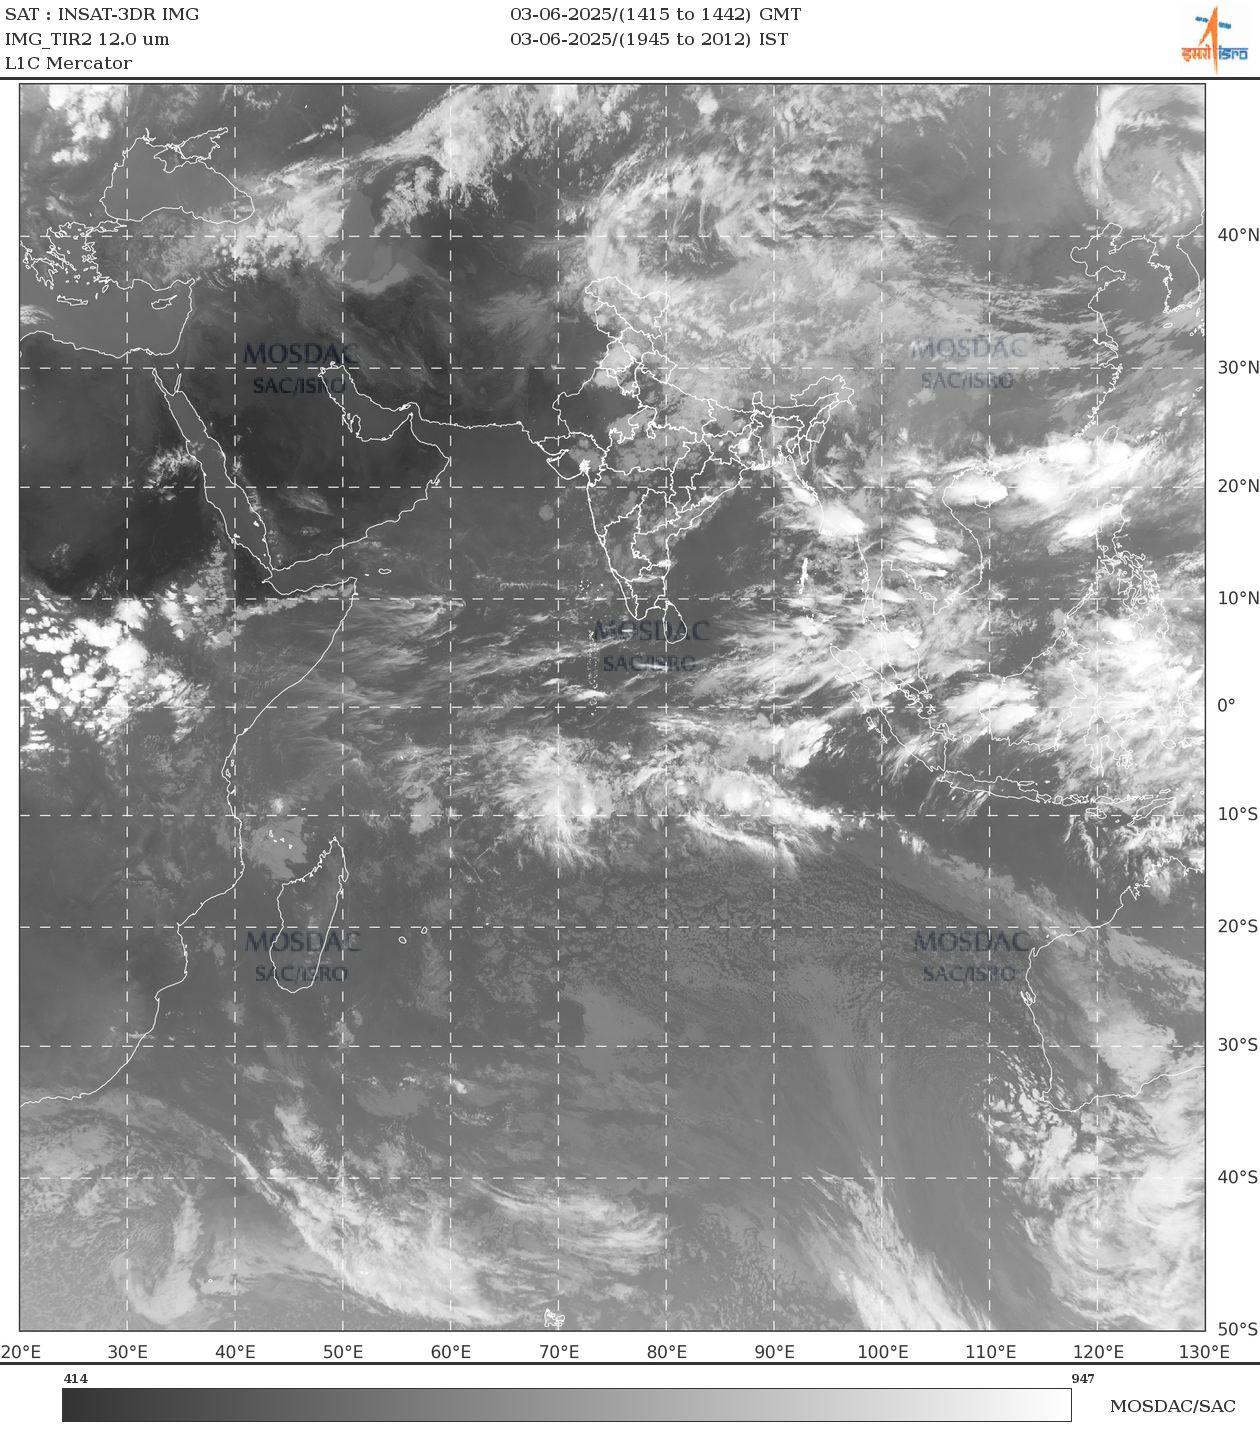 SAT : INSAT-3DR IMG
03-06-2025/(1415 to 1442) GMT
IMG_TIR2 12.0 um
03-06-2025/(1945 to 2012) IST
L1C Mercator
इसरो isro
40°N
MOSDAC
SAC/ISRO
MOSDAC
SAC/ISRO
30°N
20°N
10°N
MOSDAC
SAC/ISRO
0°
10°S
20°S
MOSDAC
SAC/ISRO
MOSDAC
SAC/ISRO
30°S
40°S
50°S
20°E 30°E 40°E 50°E 60°E 70°E 80°E 90°E 100°E 110°E 120°E 130°E
414
947
MOSDAC/SAC